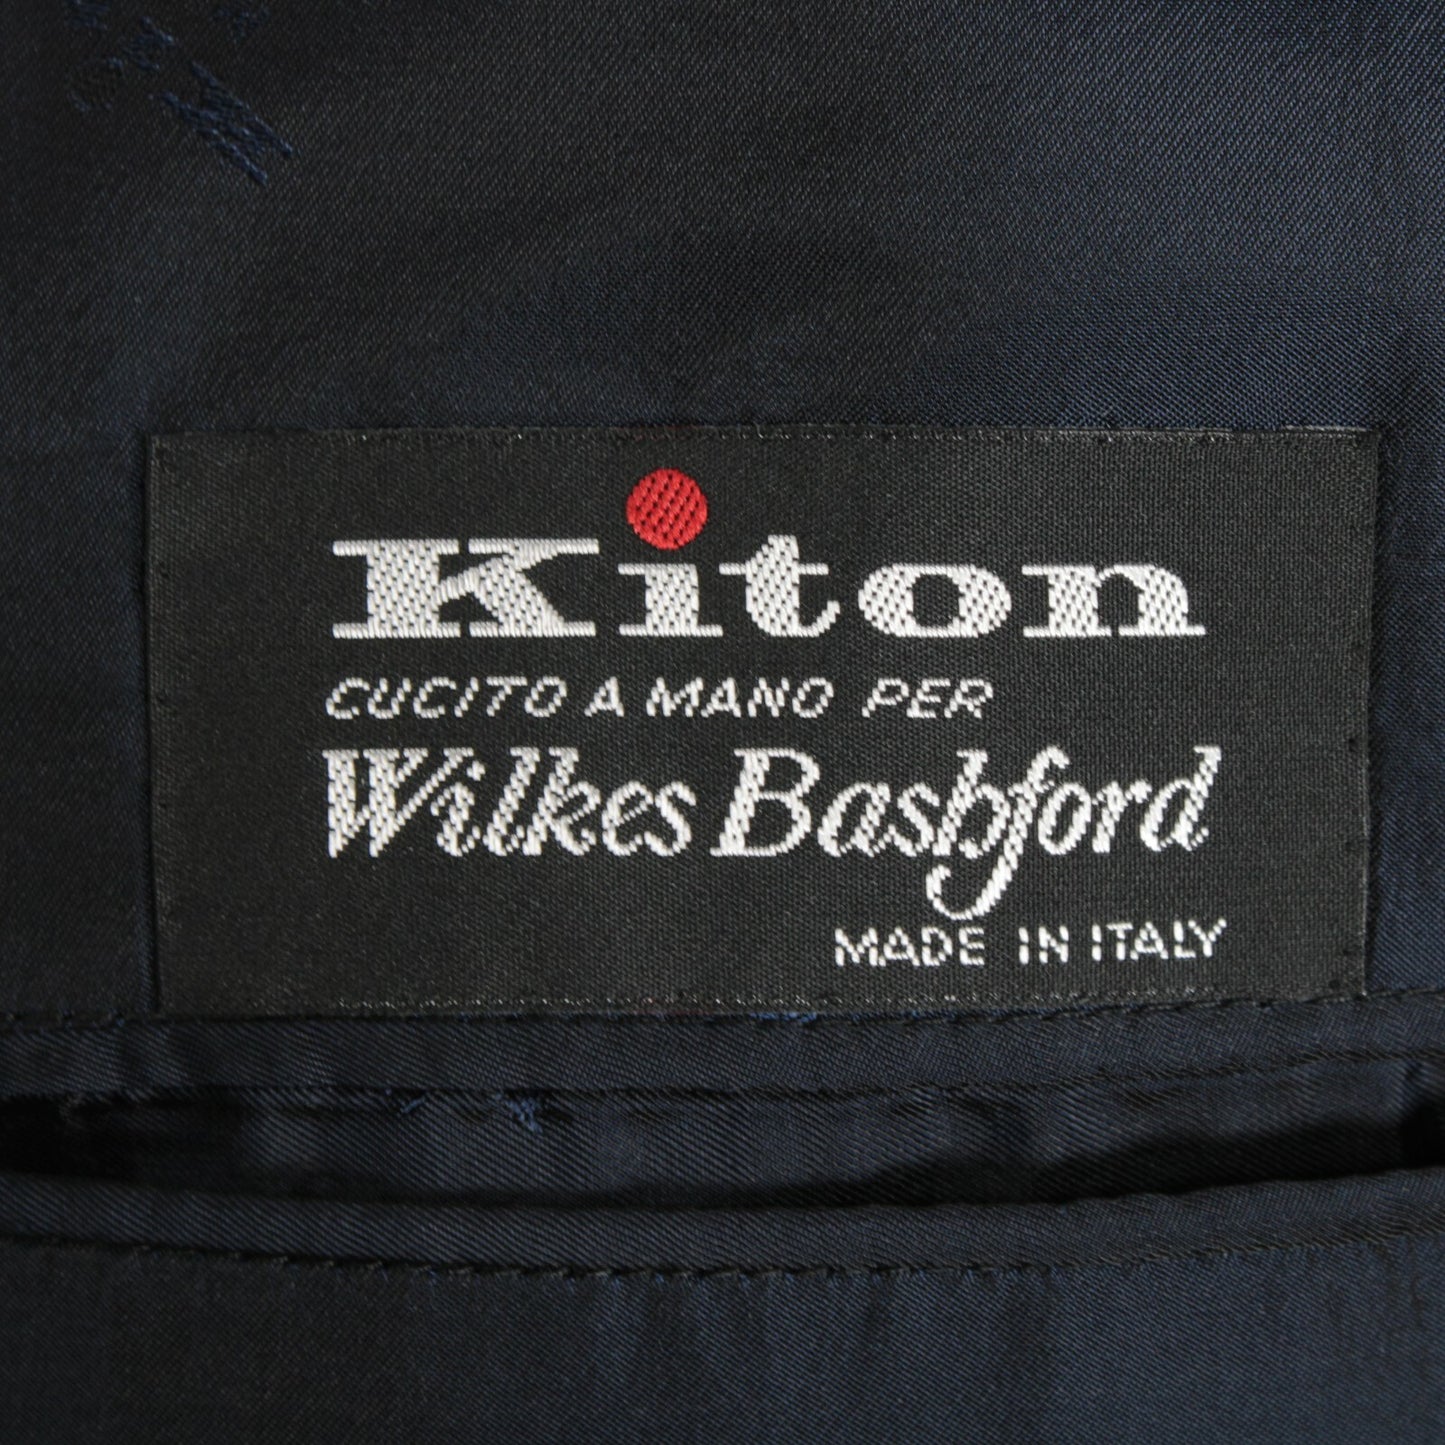 Kiton
CUCITO A MANO PER
Wilkes Bashford
MADE IN ITALY